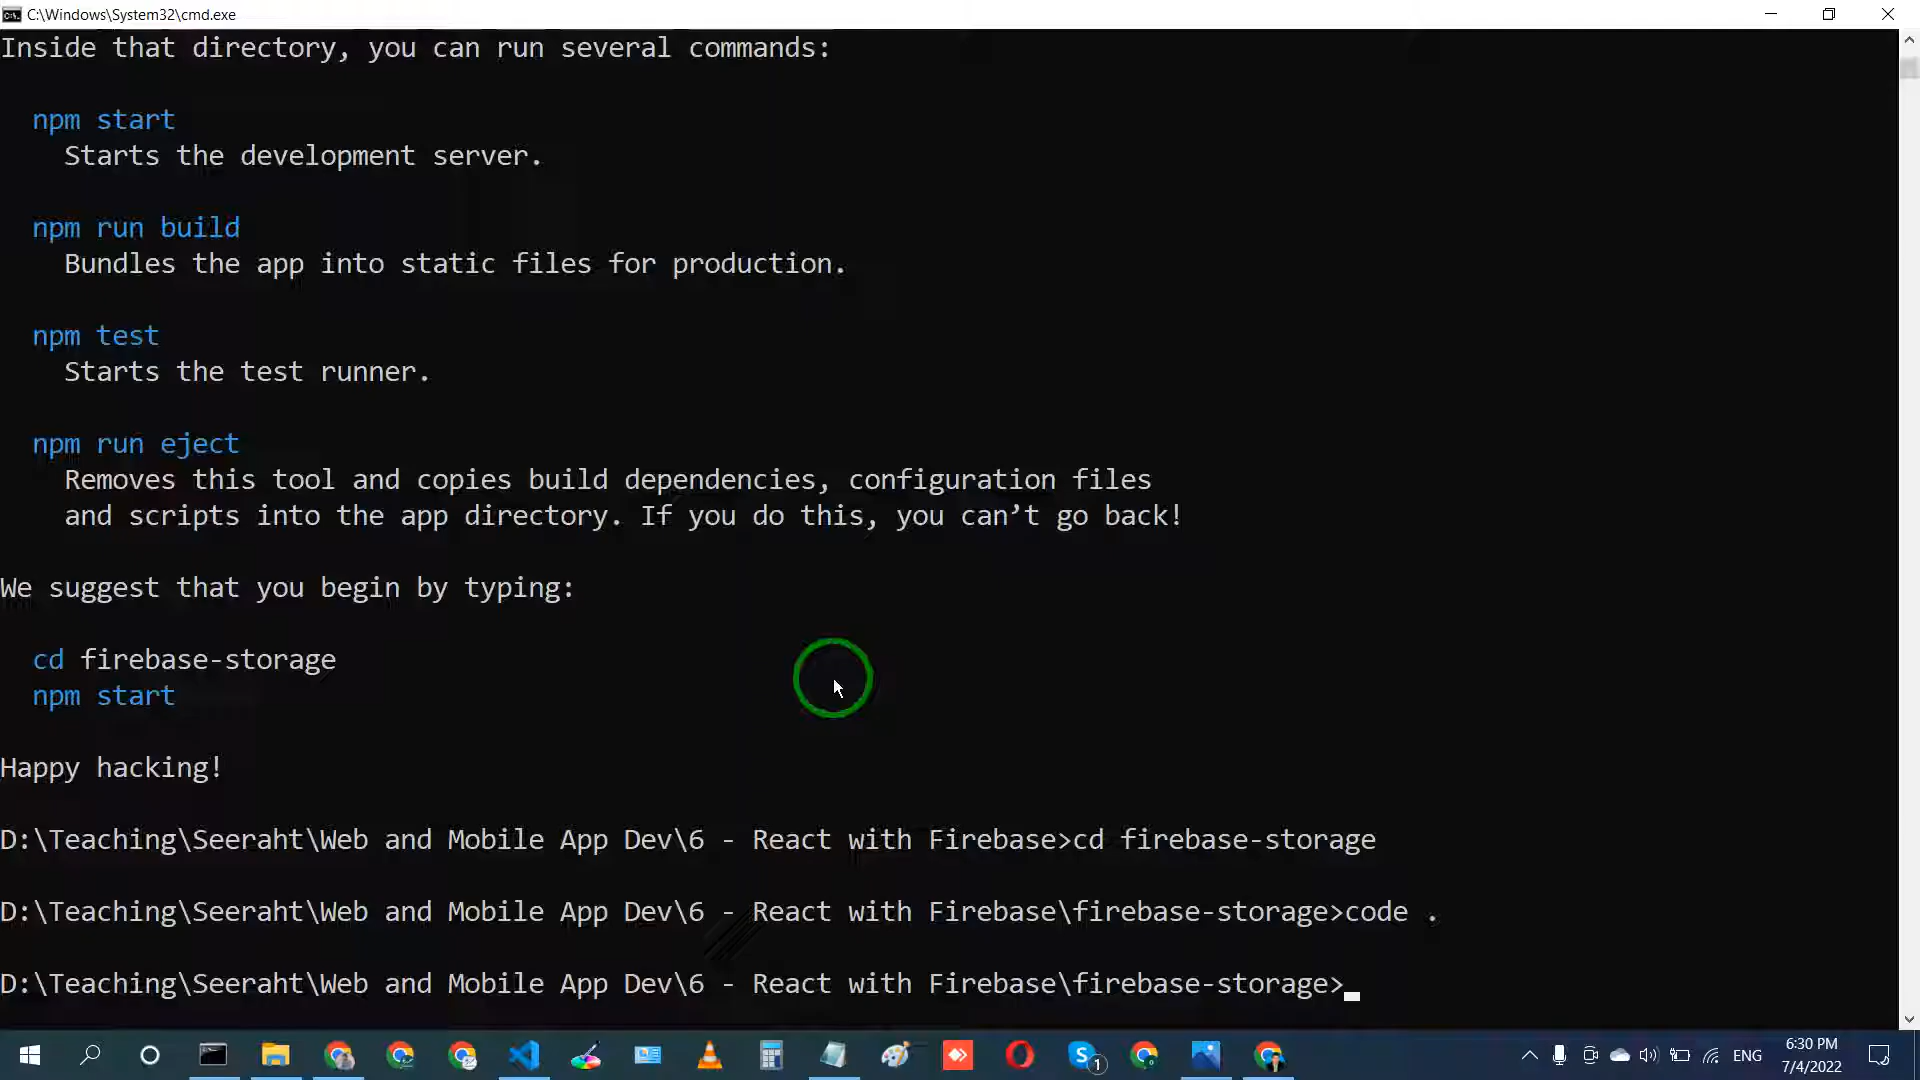 C:\Windows\System32\cmd.exe
Inside that directory, you can run several commands:
npm start
Starts the development server.
npm run build
Bundles the app into static files for production.
npm test
Starts the test runner.
npm run eject
Removes this tool and copies build dependencies, configuration files
and scripts into the app directory. If you do this, you can’t go back!
We suggest that you begin by typing:
cd firebase-storage
npm start
Happy hacking!
D:\Teaching\Seeraht\Web and Mobile App Dev\6 - React with Firebase>cd firebase-storage
D:\Teaching\Seeraht\Web and Mobile App Dev\6 - React with Firebase\firebase-storage>code .
D:\Teaching\Seeraht\Web and Mobile App Dev\6 - React with Firebase\firebase-storage>
1
ENG
6:30 PM
7/4/2022